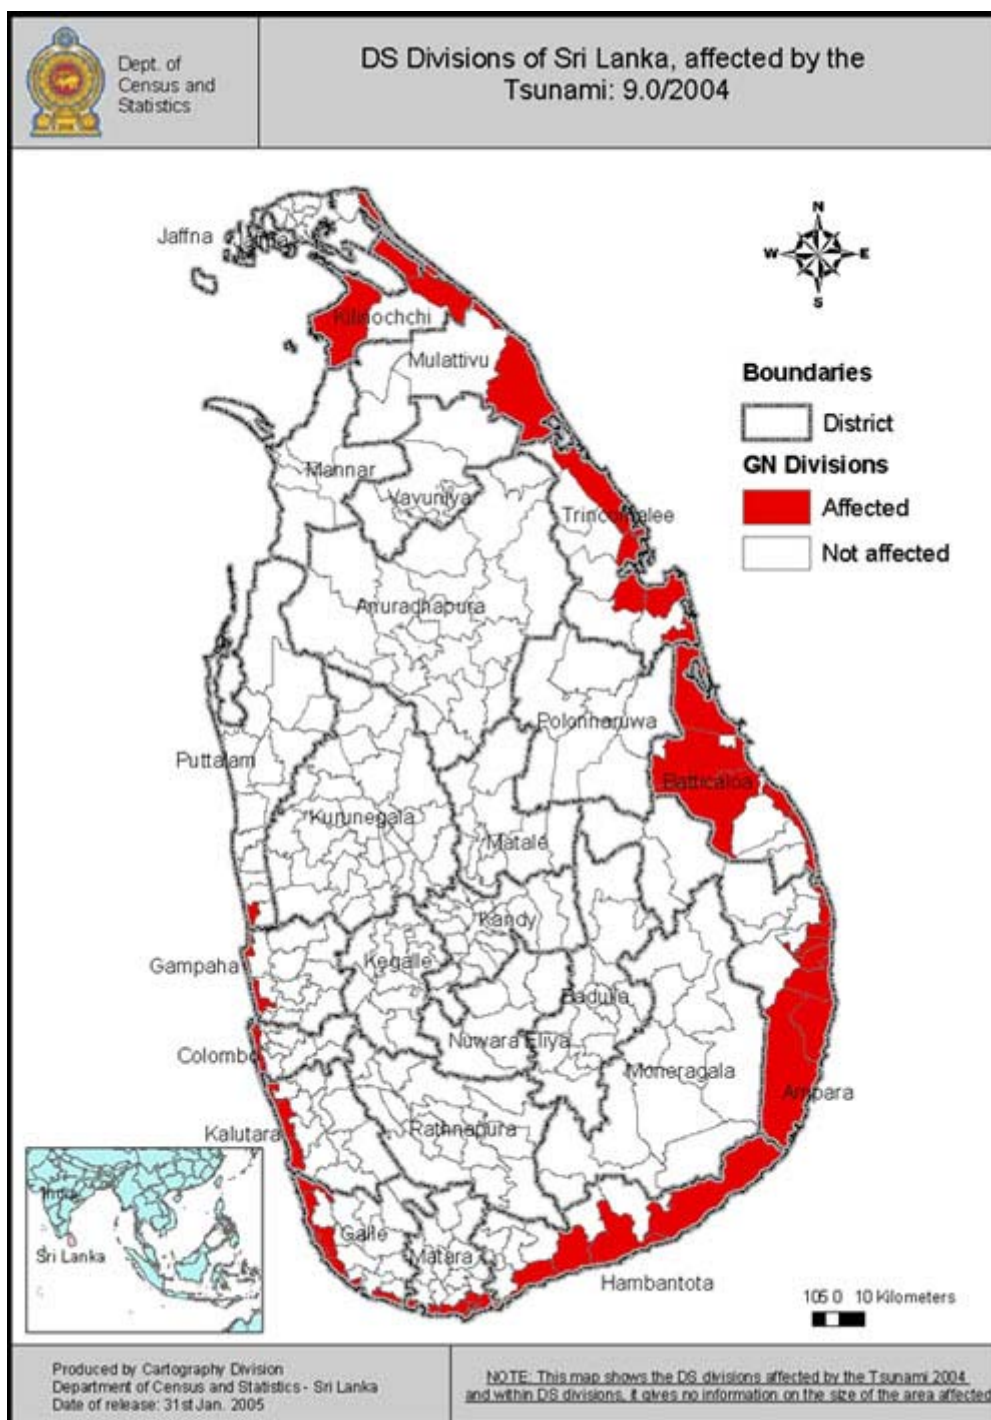 Dept. of
Census and
Statistics
DS Divisions of Sri Lanka, affected by the
Tsunami: 9.0/2004
N
W E
S
Jaffna
Kilinochchi
Mulattivu
Boundaries
District
GN Divisions
Affected
Not affected
Mannar
Vavuniya
Trincomalee
Anuradhapura
Polonnaruwa
Puttalam
Batticaloa
Kurunegala
Matale
Kandy
Gampaha
Kegalle
Badulla
Nuwara Eliya
Colombo
Moneragala
Ampara
Kalutara
Rathnapura
India
Sri Lanka
Galle
Matara
Hambantota
105 0 10 Kilometers
Produced by Cartography Division
Department of Census and Statistics - Sri Lanka
Date of release: 31st Jan. 2005
NOTE: This map shows the DS divisions affected by the Tsunami 2004
and within DS divisions, it gives no information on the size of the area affected